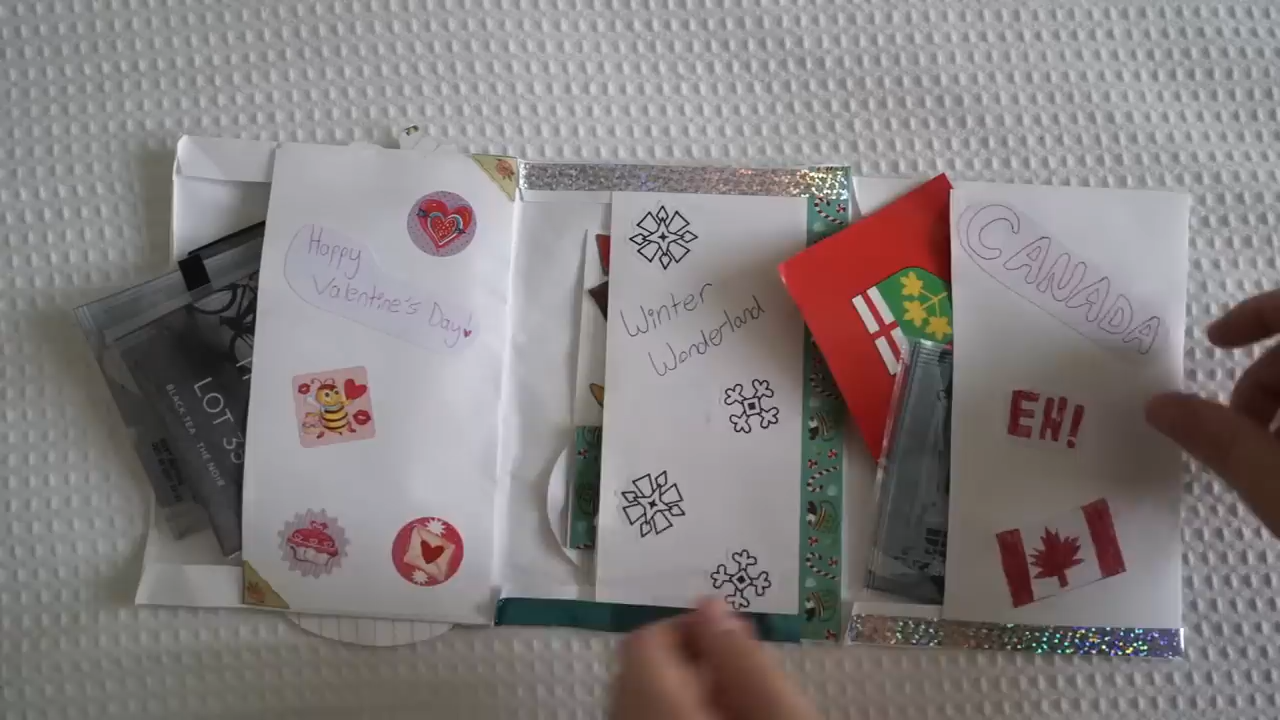 Happy
Valentine's Day!
LOT 35
BLACK TEA THE NOIR
Winter
Wonderland
CANADA
EH!